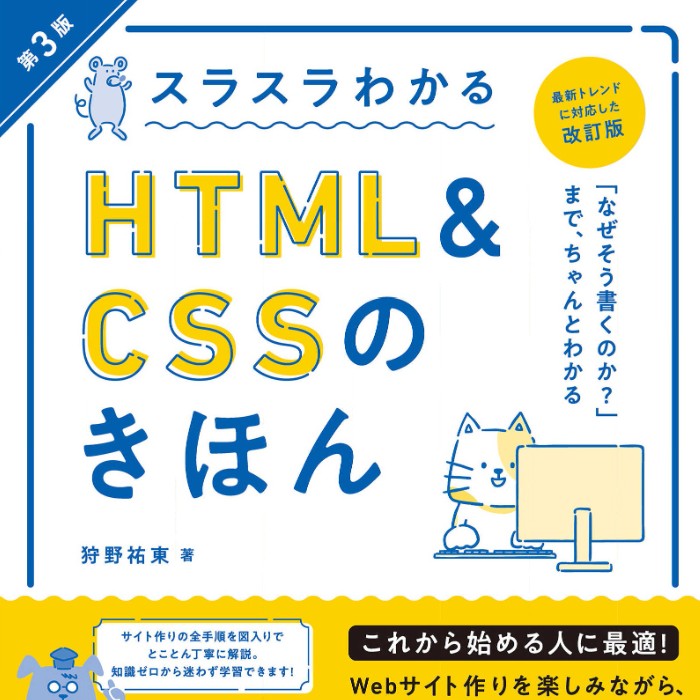 第3版
スラスラわかる
最新トレンド
に対応した
改訂版
HTML&
CSSの
きほん
「なぜそう書くのか?」
まで、ちゃんとわかる
狩野祐東 著
サイト作りの全手順を図入りで
とことん丁寧に解説。
知識ゼロから迷わず学習できます!
これから始める人に最適!
Webサイト作りを楽しみながら、